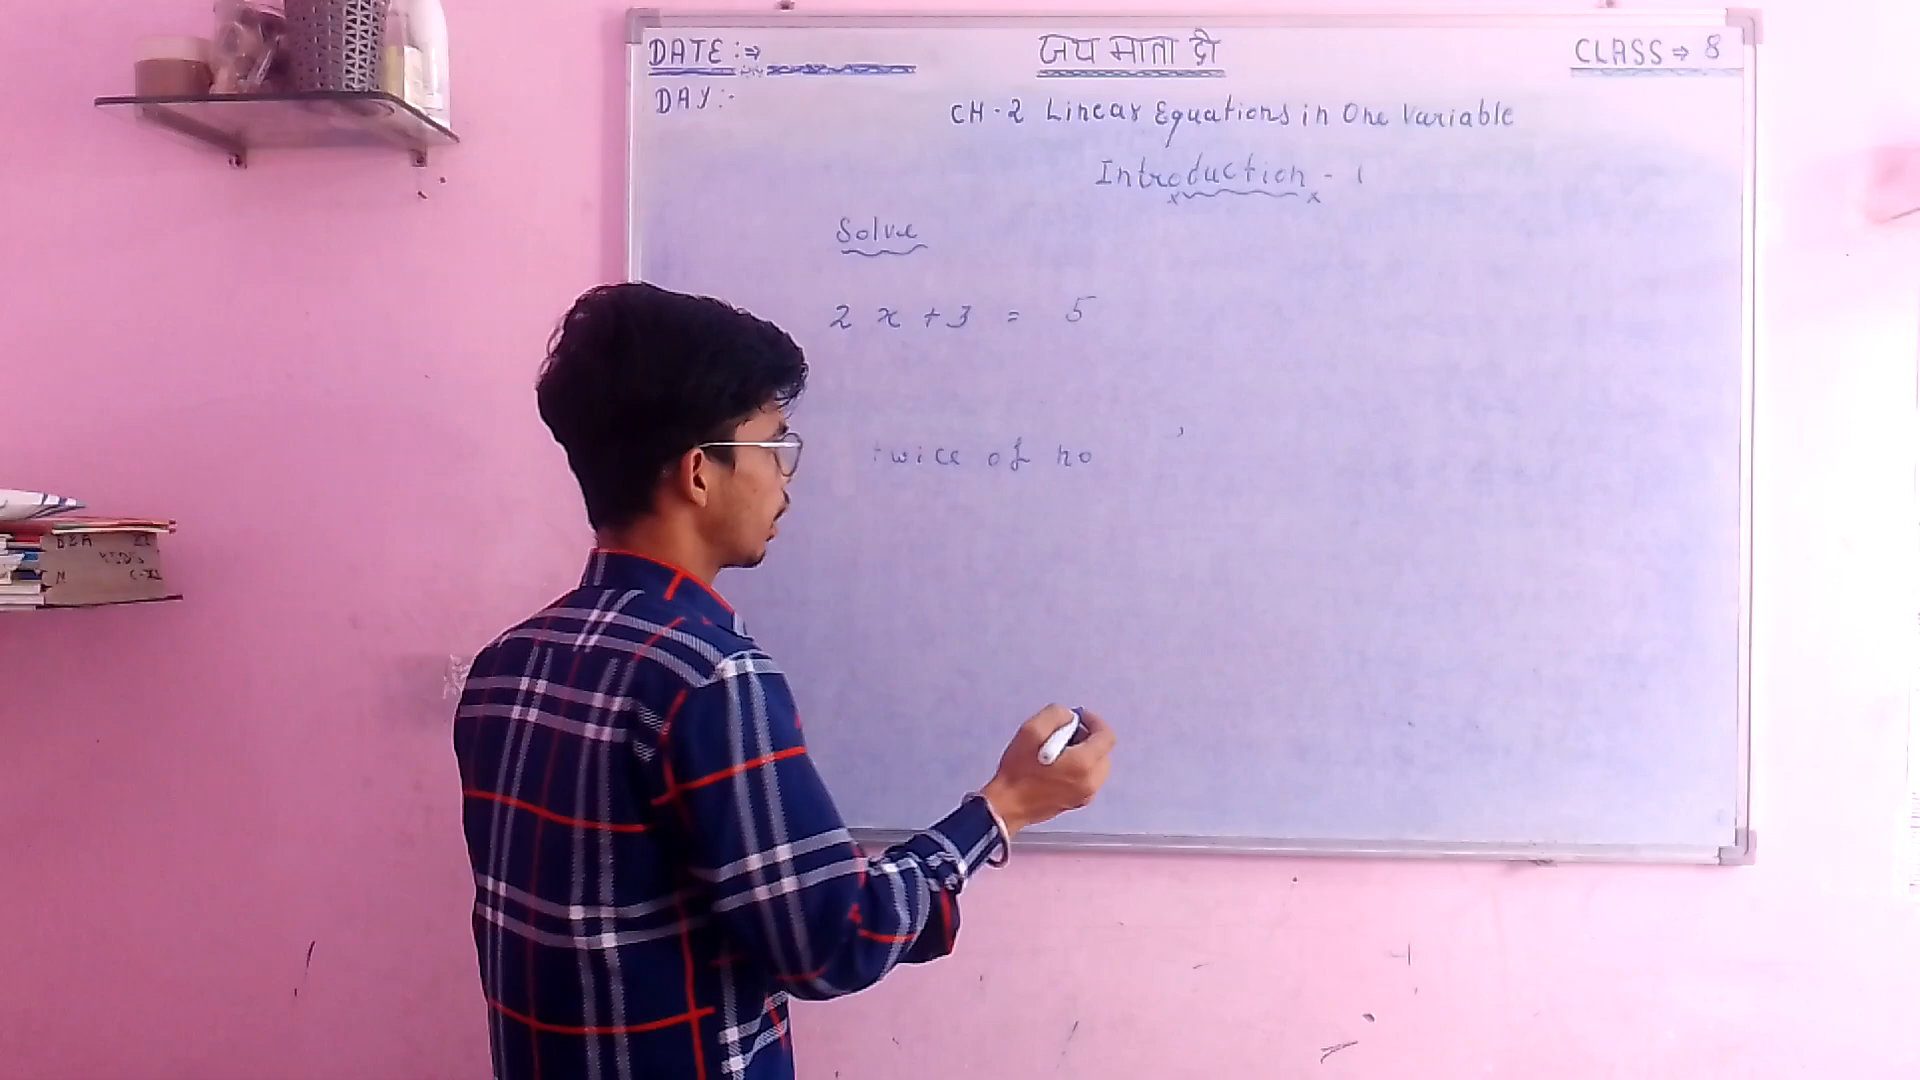 DATE :⇒
जय माता दी
CLASS ⇒ 8
DAY :-
CH-2 Linear Equations in One Variable
Introduction - 1
Solve
2x + 3 = 5
twice of no